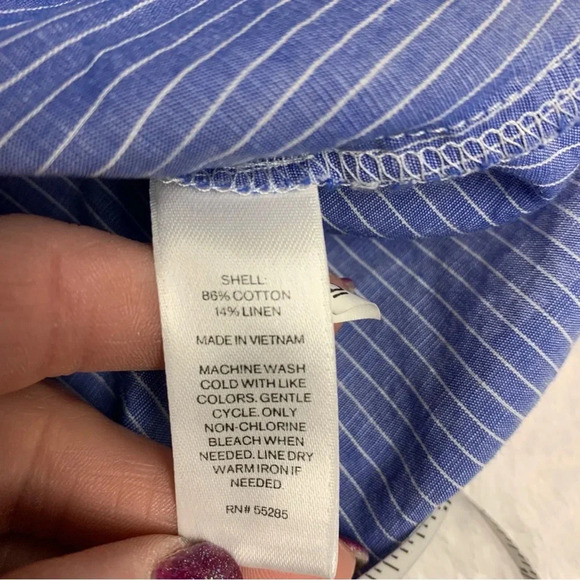 SHELL:
86% COTTON
14% LINEN
MADE IN VIETNAM
MACHINE WASH
COLD WITH LIKE
COLORS. GENTLE
CYCLE. ONLY
NON-CHLORINE
BLEACH WHEN
NEEDED. LINE DRY
WARM IRON IF
NEEDED
RN# 55285